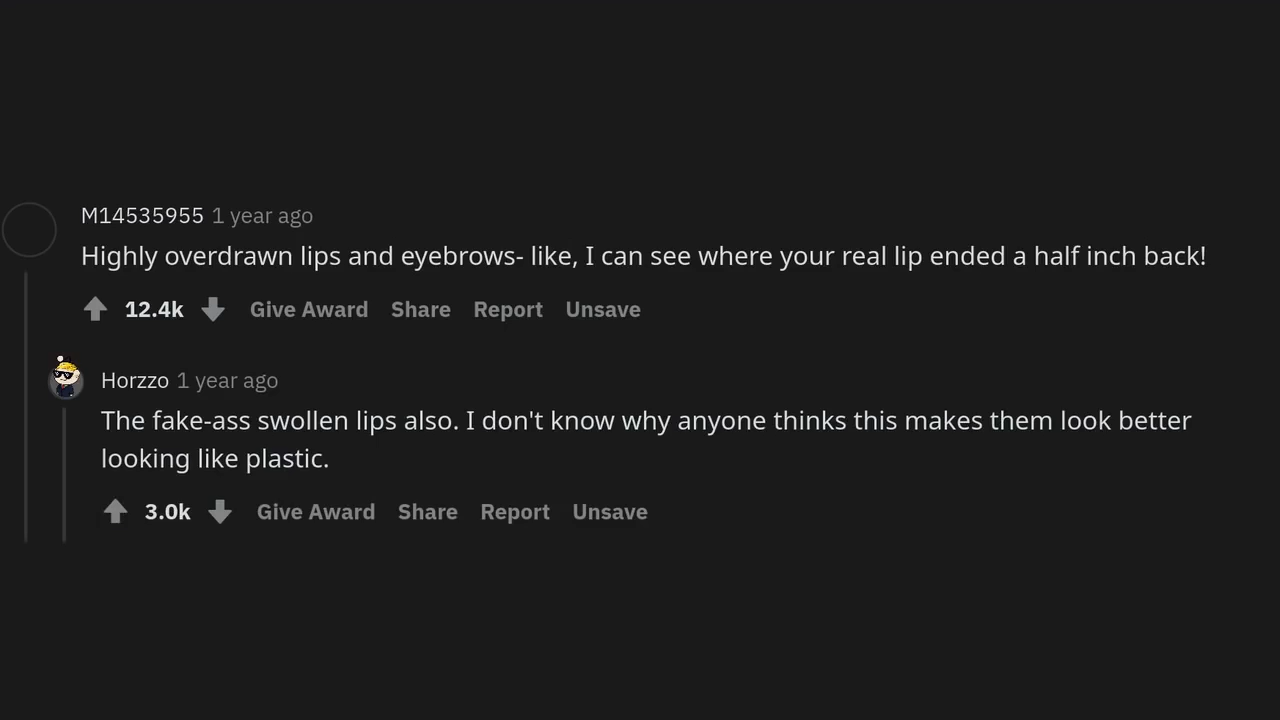 M14535955 1 year ago
Highly overdrawn lips and eyebrows- like, I can see where your real lip ended a half inch back!
12.4k Give Award Share Report Unsave
Horzzo 1 year ago
The fake-ass swollen lips also. I don't know why anyone thinks this makes them look better
looking like plastic.
3.0k Give Award Share Report Unsave